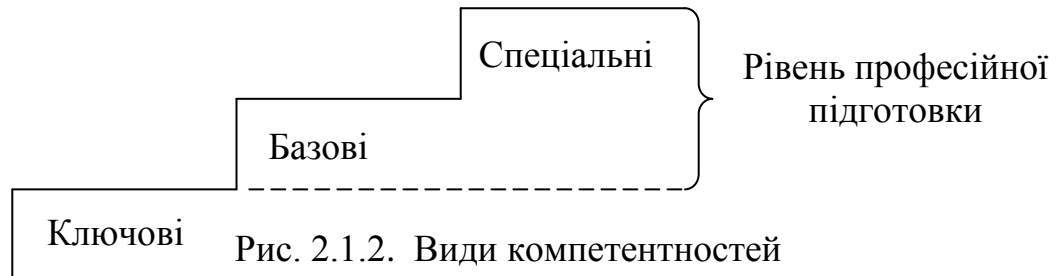 Спеціальні
Рівень професійної
підготовки
Базові
Ключові
Рис. 2.1.2. Види компетентностей